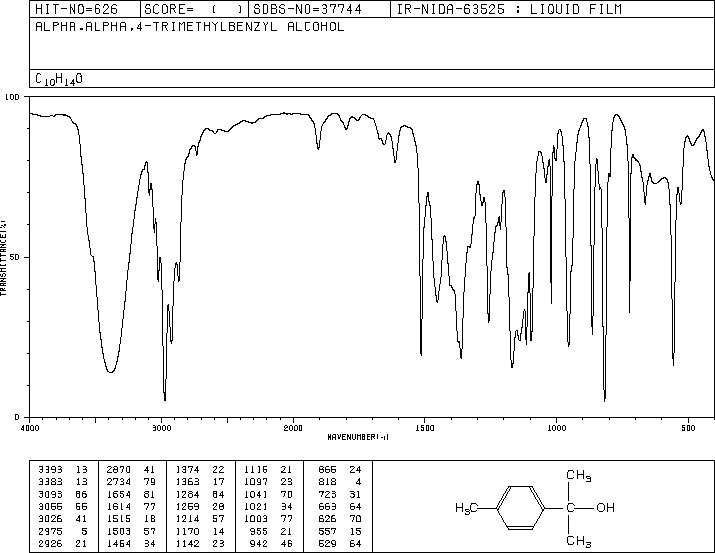 HIT-NO=626 SCORE= ( ) SDBS-NO=37744 IR-NIDA-63525 : LIQUID FILM
ALPHA,ALPHA,4-TRIMETHYLBENZYL ALCOHOL
C10H14O
100
TRANSMITTANCE(%)
50
0
4000 3000 2000 1500 1000 500
WAVENUMBER(-1)
3393 13 2870 41 1374 22 1116 21 866 24
3383 13 2734 79 1363 17 1097 23 818 4
3093 66 1654 81 1284 64 1041 70 723 31
3055 55 1614 77 1259 28 1021 34 663 64
3026 41 1515 18 1214 57 1003 77 626 70
2975 5 1503 57 1170 14 955 21 557 15
2926 21 1454 34 1142 23 942 46 529 64
CH3
H3C C OH
CH3